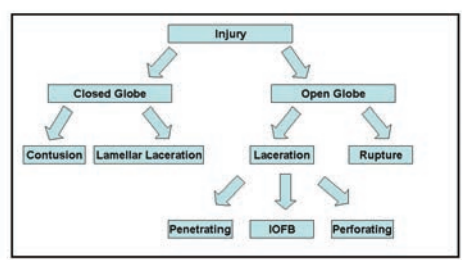 Injury
Closed Globe
Open Globe
Contusion
Lamellar Laceration
Laceration
Rupture
Penetrating
IOFB
Perforating